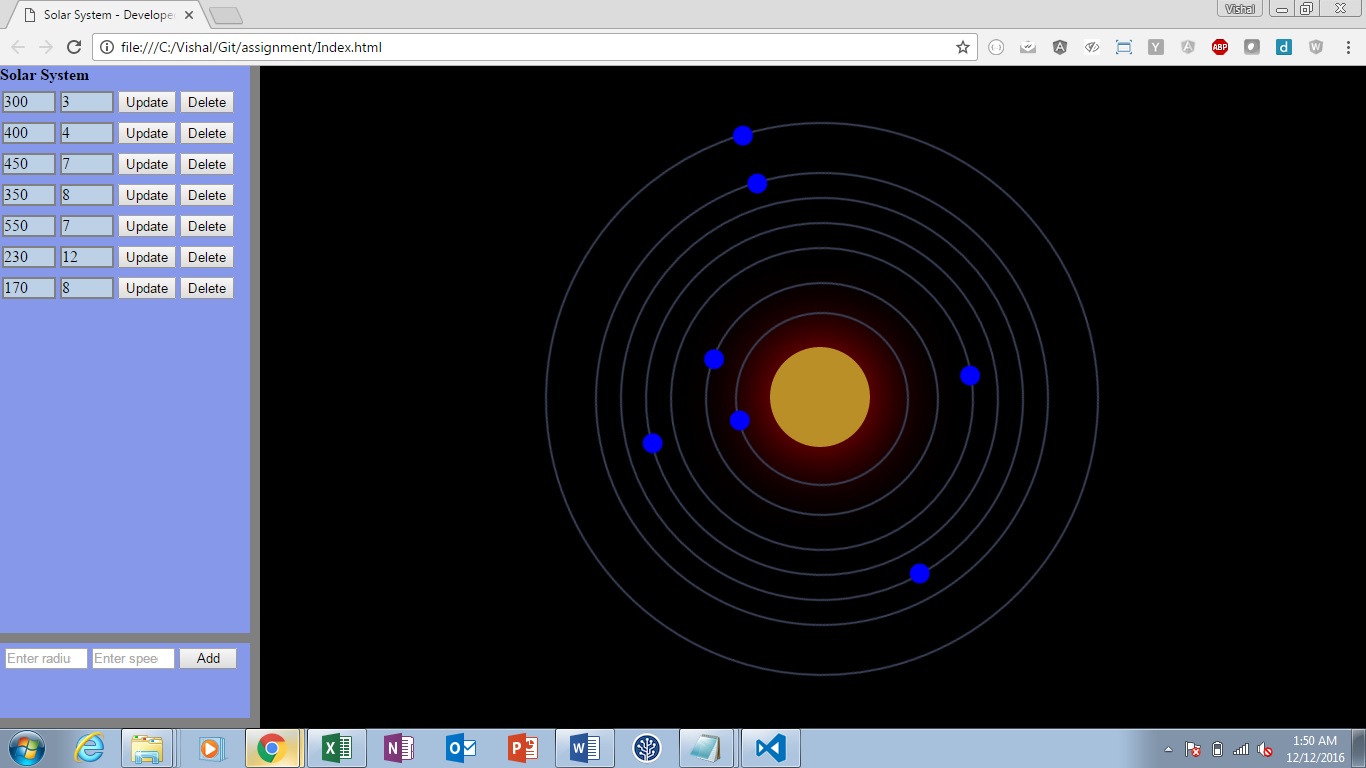 Solar System - Develope
Vishal
file:///C:/Vishal/Git/assignment/Index.html
Solar System
300 3 Update Delete
400 4 Update Delete
450 7 Update Delete
350 8 Update Delete
550 7 Update Delete
230 12 Update Delete
170 8 Update Delete
Enter radiu Enter spee Add
1:50 AM
12/12/2016